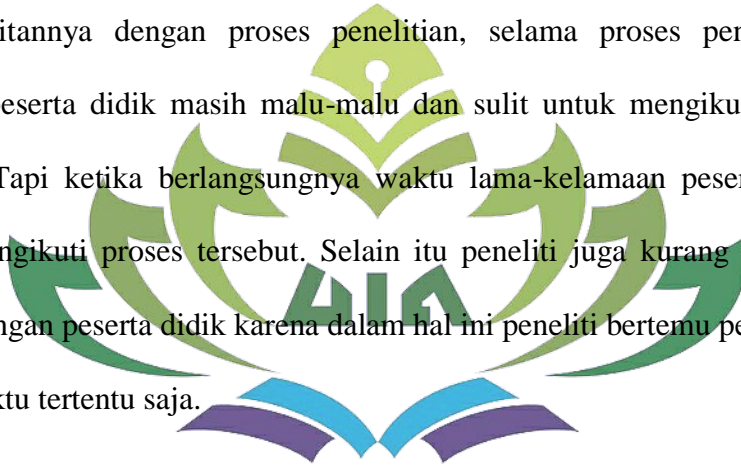 itannya dengan proses penelitian, selama proses pen
eserta didik masih malu-malu dan sulit untuk mengiku
Tapi ketika berlangsungnya waktu lama-kelamaan peser
ngikuti proses tersebut. Selain itu peneliti juga kurang
UIN
ngan peserta didik karena dalam hal ini peneliti bertemu pe
ktu tertentu saja.